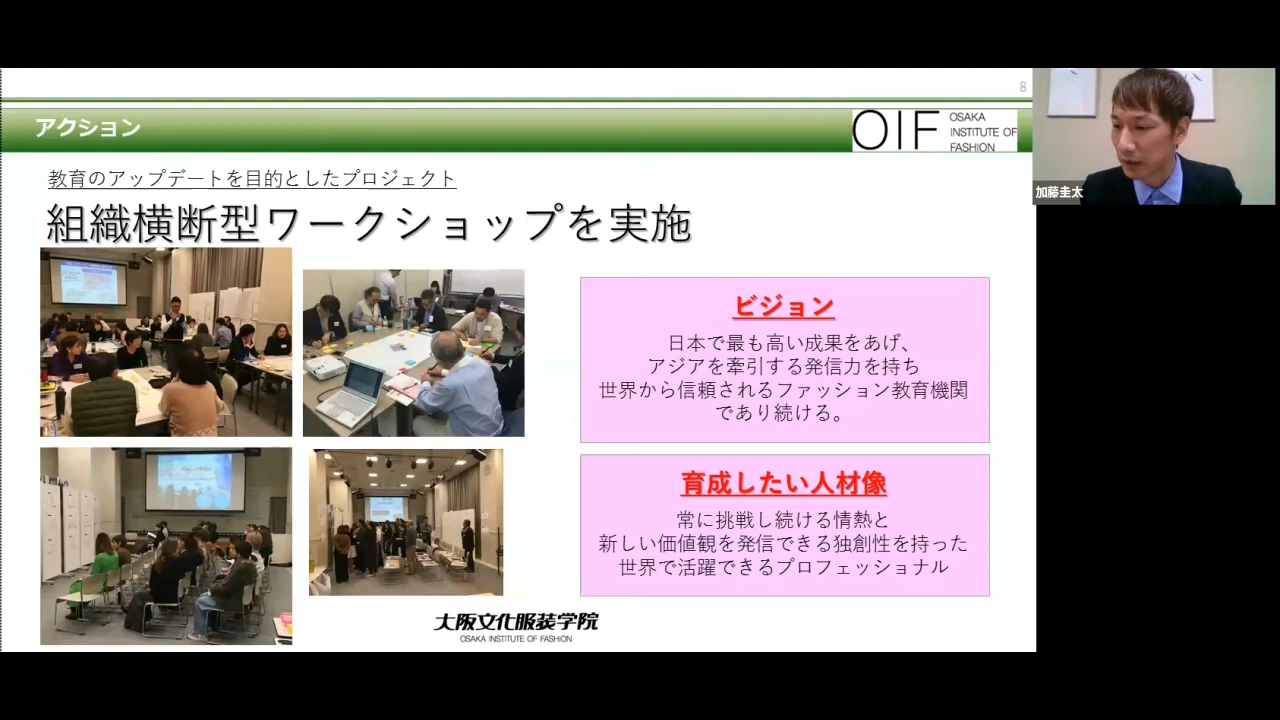 8
アクション
OIF
OSAKA
INSTITUTE OF
FASHION
加藤圭太
教育のアップデートを目的としたプロジェクト
組織横断型ワークショップを実施
ビジョン
日本で最も高い成果をあげ、
アジアを牽引する発信力を持ち
世界から信頼されるファッション教育機関
であり続ける。
育成したい人材像
常に挑戦し続ける情熱と
新しい価値観を発信できる独創性を持った
世界で活躍できるプロフェッショナル
大阪文化服装学院
OSAKA INSTITUTE OF FASHION